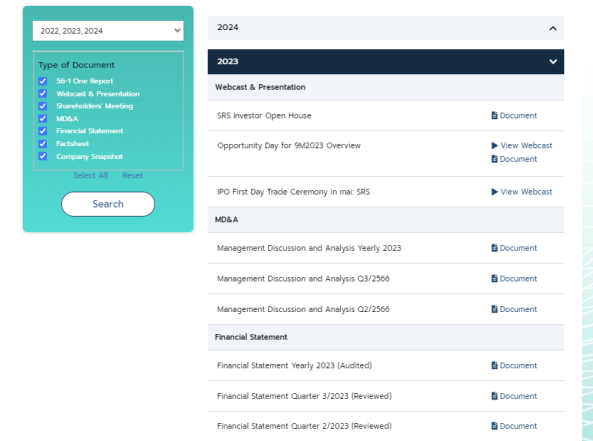 2022, 2023, 2024
Type of Document
56-1 One Report
Webcast & Presentation
Shareholders' Meeting
MD&A
Financial Statement
Factsheet
Company Snapshot
Select All Reset
Search
2024
2023
Webcast & Presentation
SRS Investor Open House Document
Opportunity Day for 9M2023 Overview View Webcast
Document
IPO First Day Trade Ceremony in mai: SRS View Webcast
MD&A
Management Discussion and Analysis Yearly 2023 Document
Management Discussion and Analysis Q3/2566 Document
Management Discussion and Analysis Q2/2566 Document
Financial Statement
Financial Statement Yearly 2023 (Audited) Document
Financial Statement Quarter 3/2023 (Reviewed) Document
Financial Statement Quarter 2/2023 (Reviewed) Document